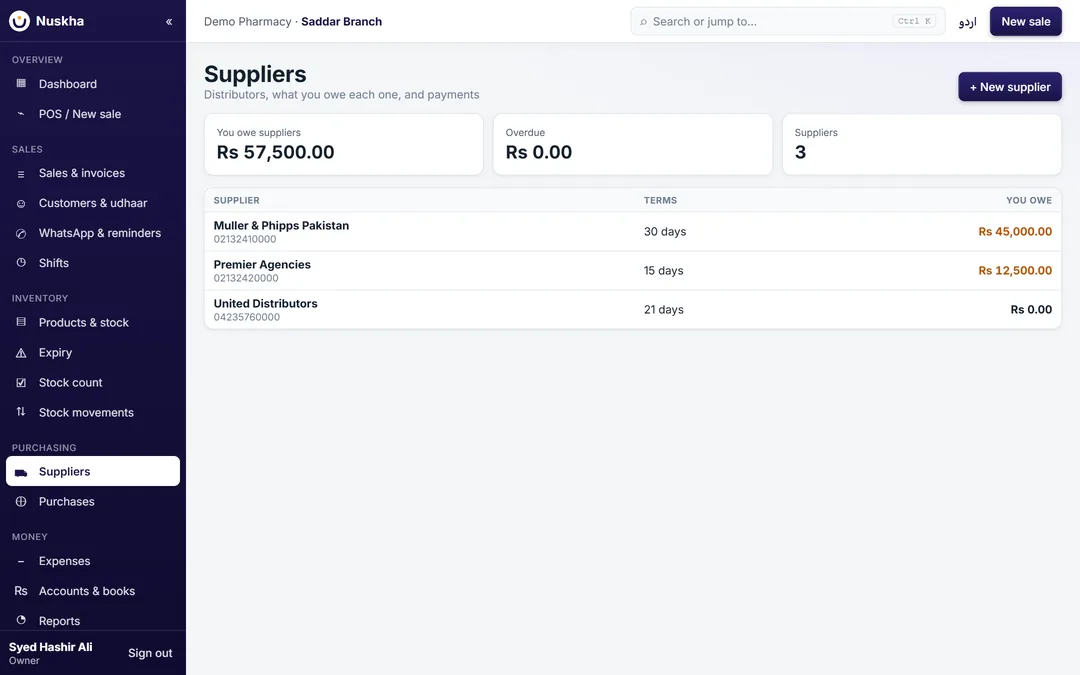 Nuskha «
OVERVIEW
Dashboard
POS / New sale
SALES
Sales & invoices
Customers & udhaar
WhatsApp & reminders
Shifts
INVENTORY
Products & stock
Expiry
Stock count
Stock movements
PURCHASING
Suppliers
Purchases
MONEY
Expenses
Rs Accounts & books
Reports
Syed Hashir Ali
Owner
Sign out
Demo Pharmacy · Saddar Branch
Search or jump to... Ctrl K
اردو
New sale
Suppliers
Distributors, what you owe each one, and payments
+ New supplier
You owe suppliers
Rs 57,500.00
Overdue
Rs 0.00
Suppliers
3
SUPPLIER TERMS YOU OWE
Muller & Phipps Pakistan
02132410000
30 days
Rs 45,000.00
Premier Agencies
02132420000
15 days
Rs 12,500.00
United Distributors
04235760000
21 days
Rs 0.00